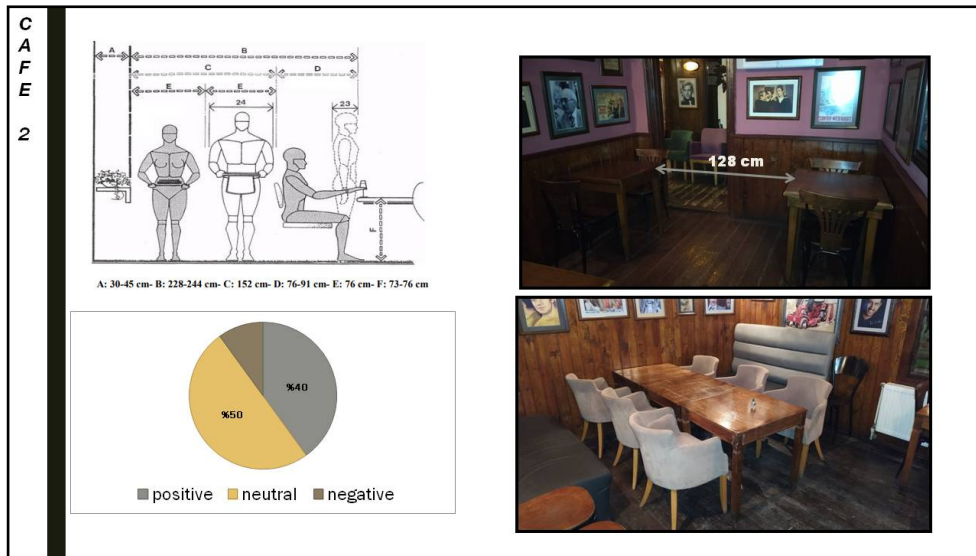 CAFE 2
A
B
C
D
E
E
24
23
F
A: 30-45 cm- B: 228-244 cm- C: 152 cm- D: 76-91 cm- E: 76 cm- F: 73-76 cm
128 cm
%40
%50
positive neutral negative